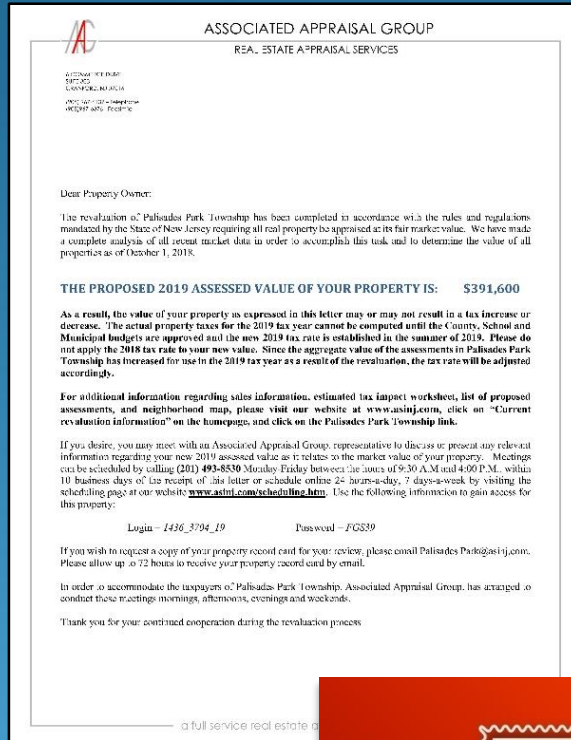 ASSOCIATED APPRAISAL GROUP
REAL ESTATE APPRAISAL SERVICES
Dear Property Owner:
The revaluation of Palisades Park Township has been completed in accordance with the rules and regulations
mandated by the State of New Jersey requiring all real property be appraised at its fair market value. We have made
a complete analysis of all recent market data in order to accomplish this task and to determine the value of all
properties as of October 1, 2018.
THE PROPOSED 2019 ASSESSED VALUE OF YOUR PROPERTY IS: $391,600
As a result, the value of your property as expressed in this letter may or may not result in a tax increase or
decrease. The actual property taxes for the 2019 tax year cannot be computed until the County, School and
Municipal budgets are approved and the new 2019 tax rate is established in the summer of 2019. Please do
not apply the 2018 tax rate to your new value. Since the aggregate value of the assessments in Palisades Park
Township has increased for use in the 2019 tax year as a result of the revaluation, the tax rate will be adjusted
accordingly.
For additional information regarding sales information, estimated tax impact worksheet, list of proposed
assessments, and neighborhood map, please visit our website at www.asinj.com, click on "Current
revaluation information" on the homepage, and click on the Palisades Park Township link.
If you desire, you may meet with an Associated Appraisal Group, representative to discuss or present any relevant
information regarding your new 2019 assessed value as it relates to the market value of your property. Meetings
can be scheduled by calling (201) 493-8530 Monday-Friday between the hours of 9:30 A.M and 4:00 P.M., within
10 business days of the receipt of this letter or schedule online 24 hours-a-day, 7 days-a-week by visiting the
scheduling page at our website www.asinj.com/scheduling.htm. Use the following information to gain access for
this property:
Login – 1436_3704_19 Password – FGS39
If you wish to request a copy of your property record card for your review, please email Palisades Park@asinj.com.
Please allow up to 72 hours to receive your property record card by email.
In order to accommodate the taxpayers of Palisades Park Township, Associated Appraisal Group, has arranged to
conduct these meetings mornings, afternoons, evenings and weekends.
Thank you for your continued cooperation during the revaluation process
a full service real estate a